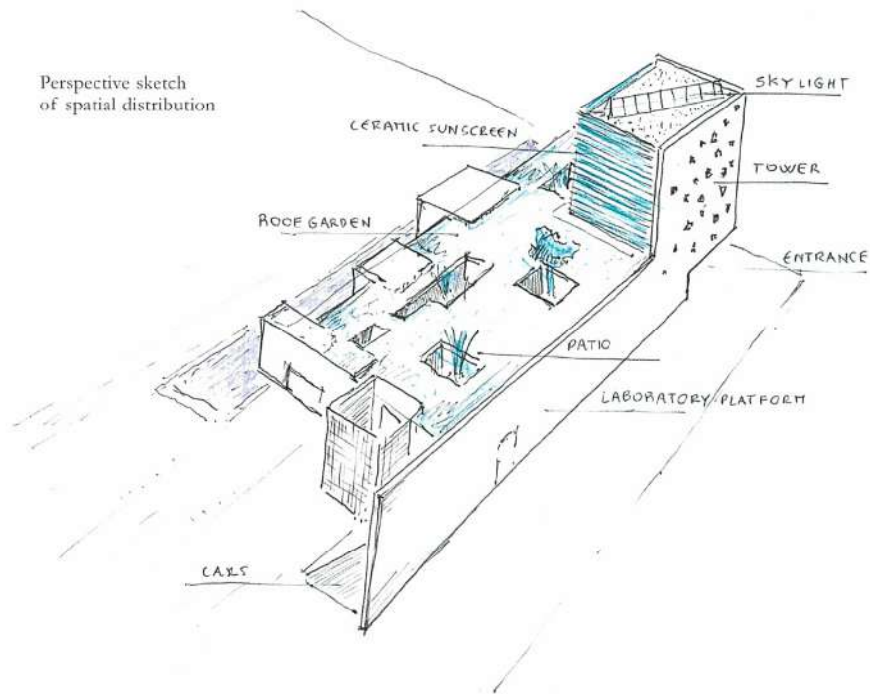 Perspective sketch
of spatial distribution
SKYLIGHT
CERAMIC SUNSCREEN
TOWER
ROOF GARDEN
ENTRANCE
PATIO
LABORATORY PLATFORM
CARS